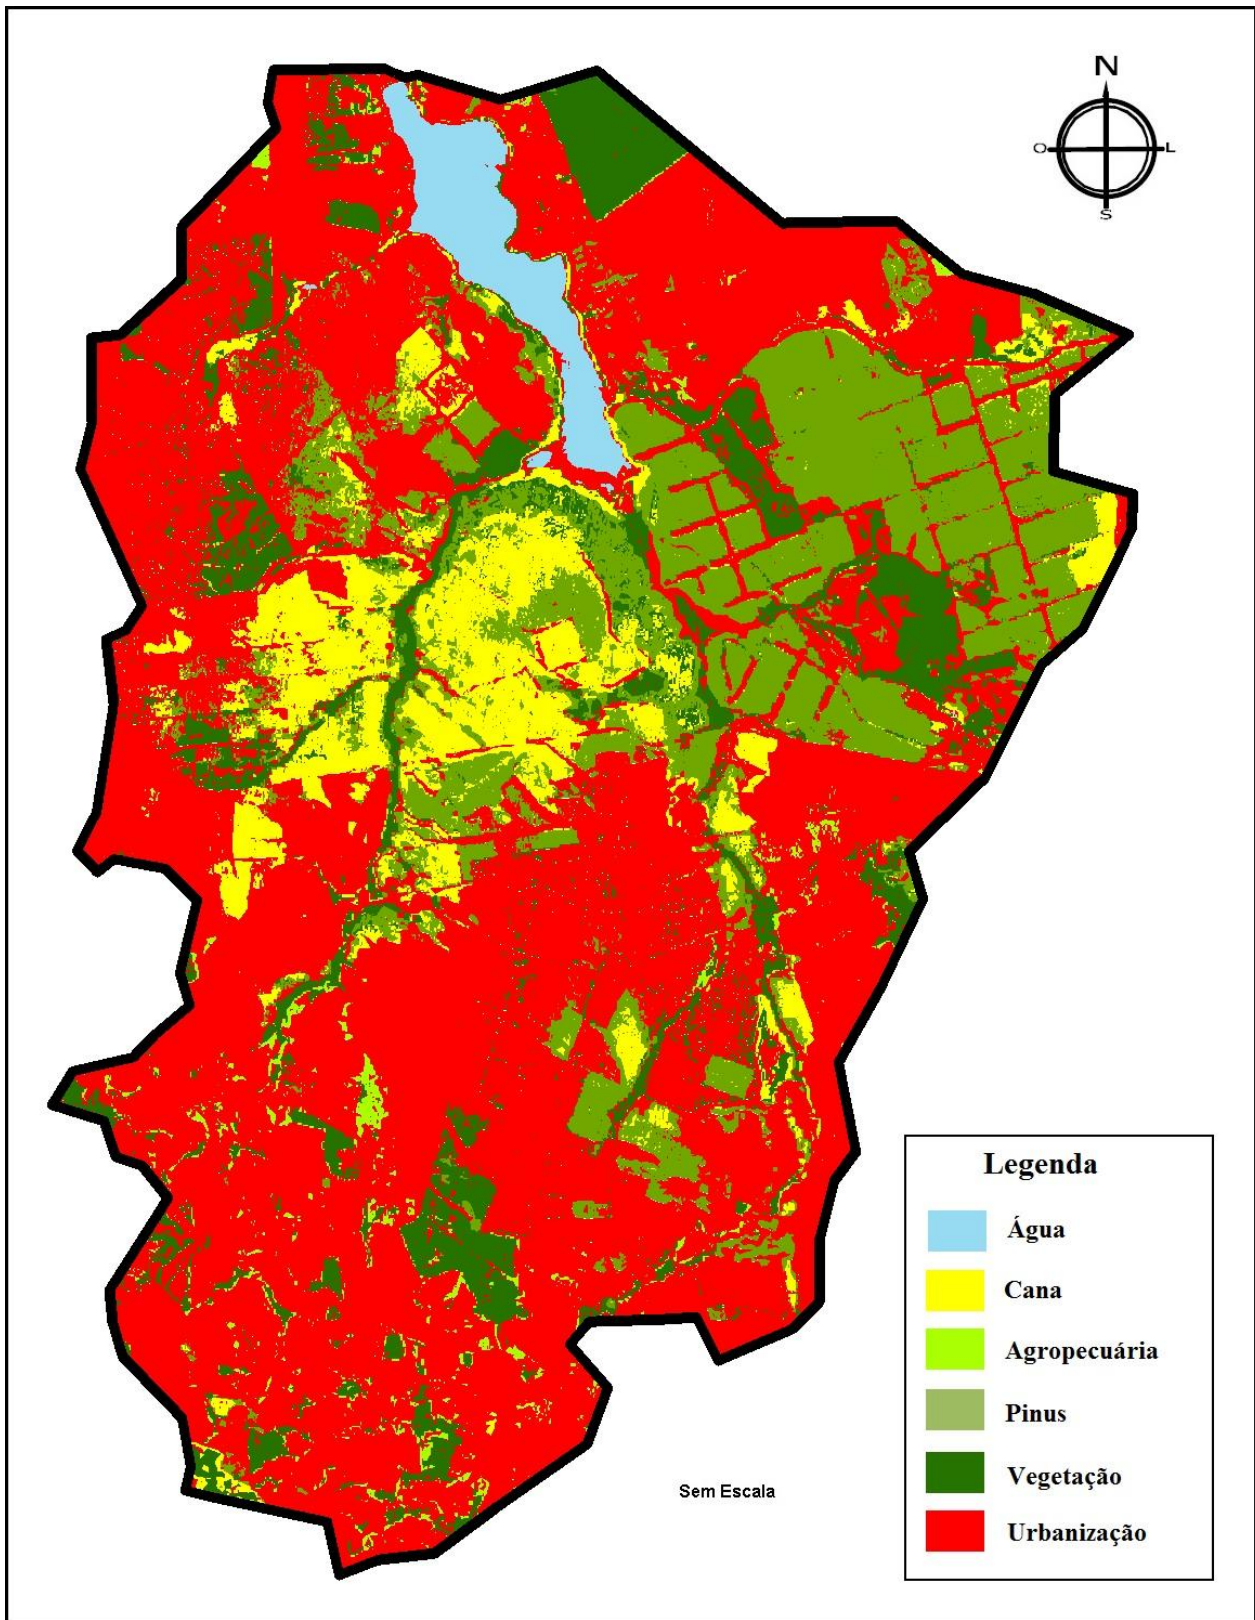 N
O
L
S
Legenda
Água
Cana
Agropecuária
Pinus
Vegetação
Urbanização
Sem Escala